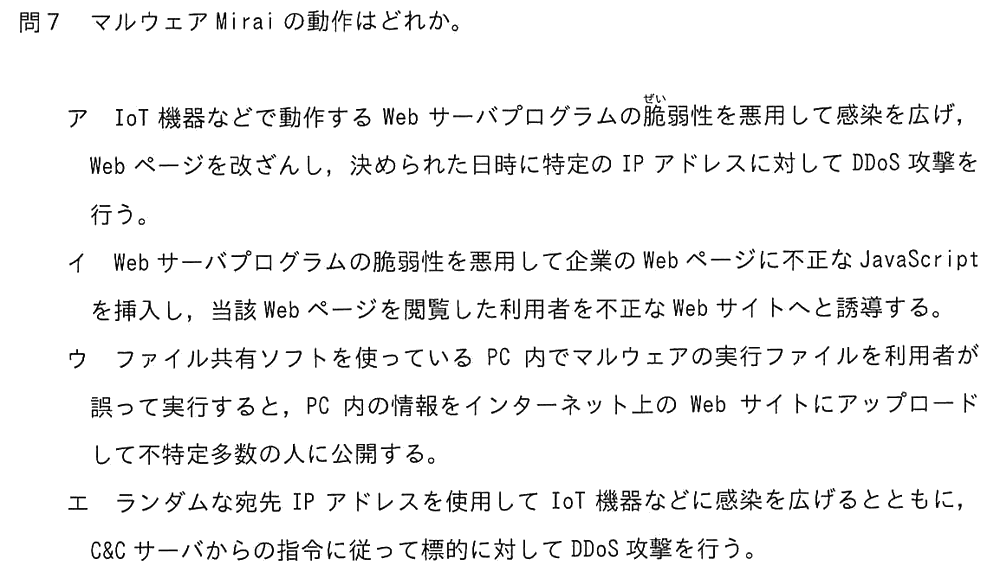 問７　マルウェア Mirai の動作はどれか。
ア　IoT 機器などで動作する Web サーバプログラムの脆弱性を悪用して感染を広げ，
ぜい
Web ページを改ざんし，決められた日時に特定の IP アドレスに対して DDoS 攻撃を
行う。
イ　Web サーバプログラムの脆弱性を悪用して企業の Web ページに不正な JavaScript
を挿入し，当該 Web ページを閲覧した利用者を不正な Web サイトへと誘導する。
ウ　ファイル共有ソフトを使っている PC 内でマルウェアの実行ファイルを利用者が
誤って実行すると，PC 内の情報をインターネット上の Web サイトにアップロード
して不特定多数の人に公開する。
エ　ランダムな宛先 IP アドレスを使用して IoT 機器などに感染を広げるとともに，
C&C サーバからの指令に従って標的に対して DDoS 攻撃を行う。